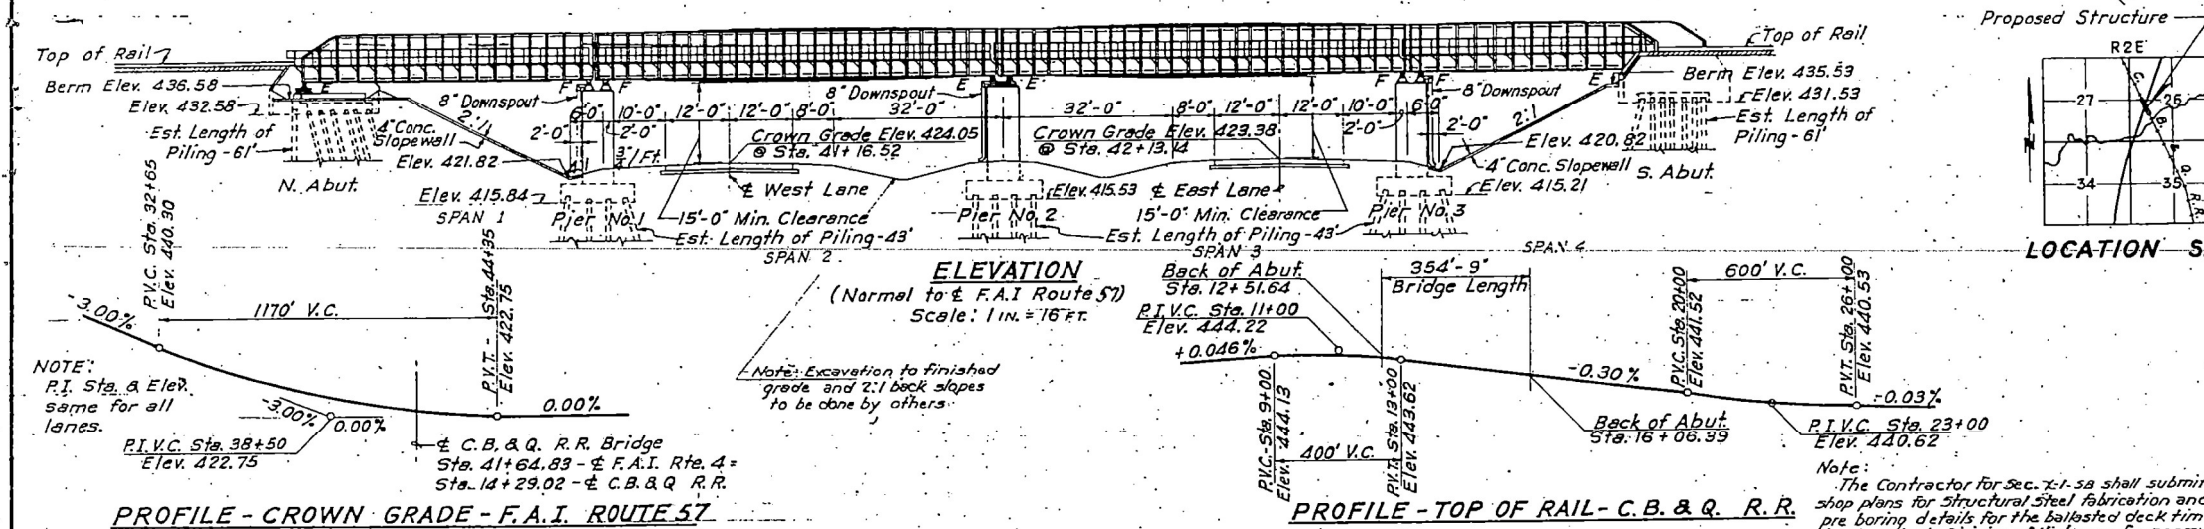 Proposed Structure
R2E
27
26
34
35
G.
B.
&
Q.
R.R.
N
LOCATION S
Top of Rail
Top of Rail
Berm Elev. 436.58
Elev. 432.58
Est. Length of
Piling - 61'
N. Abut.
4" Conc.
Slopewall
2:1
Elev. 421.82
Elev. 415.84
SPAN 1
E
F F
8" Downspout
6'-0" 10'-0" 12'-0" 12'-0" 8'-0" 32'-0"
2'-0" 2'-0"
3/4"/Ft.
Crown Grade Elev. 424.05
@ Sta. 41+16.52
℄ West Lane
Pier No. 1
15'-0" Min. Clearance
Est. Length of Piling - 43'
SPAN 2
8" Downspout
E E
Elev. 415.53
Pier No. 2
32'-0" 8'-0" 12'-0" 12'-0" 10'-0" 6'-0"
Crown Grade Elev. 423.38
@ Sta. 42+13.14
℄ East Lane
15'-0" Min. Clearance
Est. Length of Piling - 43'
SPAN 3
Pier No. 3
F F
8" Downspout
2'-0" 2'-0"
2:1
Elev. 420.82
4" Conc. Slopewall
Elev. 415.21
S. Abut.
E
Berm Elev. 435.53
Elev. 431.53
Est. Length of
Piling - 61'
SPAN 4
ELEVATION
(Normal to ℄ F.A.I Route 57)
Scale: 1 IN. = 16 FT.
Note: Excavation to finished
grade and 2:1 back slopes
to be done by others.
-3.00%
P.V.C. Sta. 32+65
Elev. 440.30
1170' V.C.
P.V.T. - Sta. 44+35
Elev. 422.75
0.00%
NOTE:
P.I. Sta. & Elev.
same for all
lanes.
-3.00%
0.00%
P.I.V.C. Sta. 38+50
Elev. 422.75
℄ C.B. & Q. R.R. Bridge
Sta. 41+64.83 - ℄ F.A.I. Rte. 4 =
Sta. 14+29.02 - ℄ C.B. & Q R.R.
PROFILE - CROWN GRADE - F.A.I. ROUTE 57
Back of Abut.
Sta. 12+51.64
P.I.V.C. Sta. 11+00
Elev. 444.22
+0.046%
P.V.C. - Sta. 9+00
Elev. 444.13
400' V.C.
P.V.T. Sta. 13+00
Elev. 443.62
354'-9"
Bridge Length
-0.30%
Back of Abut.
Sta. 16+06.39
P.V.C. Sta. 20+00
Elev. 441.52
600' V.C.
P.V.T. Sta. 26+00
Elev. 440.53
-0.03%
P.I.V.C. Sta. 23+00
Elev. 440.62
PROFILE - TOP OF RAIL - C.B. & Q. R.R.
Note:
The Contractor for Sec. shall submit
shop plans for Structural Steel fabrication and
pre boring details for the ballasted deck tim